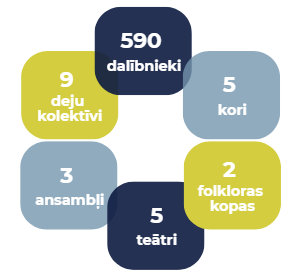 590
dalībnieki
5
kori
2
folkloras
kopas
5
teātri
3
ansambļi
9
deju
kolektīvi